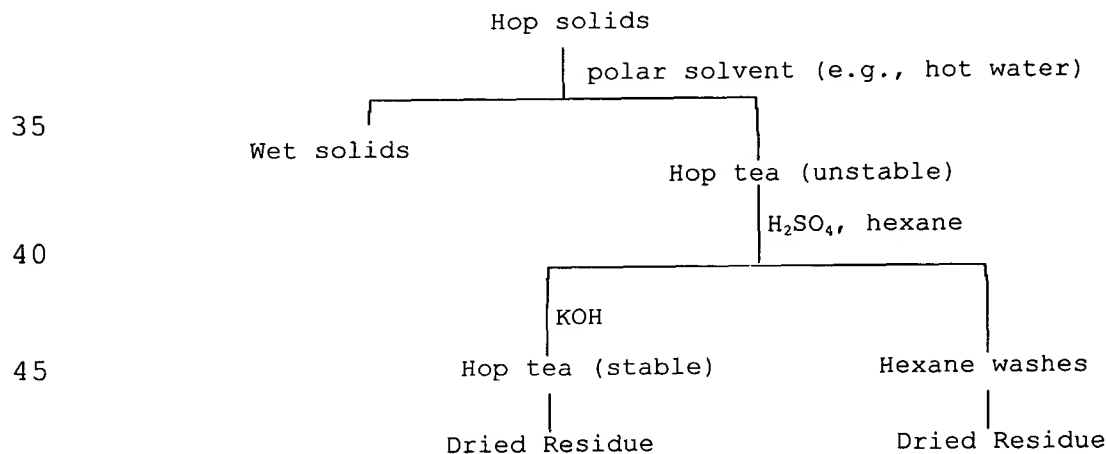 Hop solids
polar solvent (e.g., hot water)
35
Wet solids
Hop tea (unstable)
H₂SO₄, hexane
40
KOH
45
Hop tea (stable)
Hexane washes
Dried Residue
Dried Residue